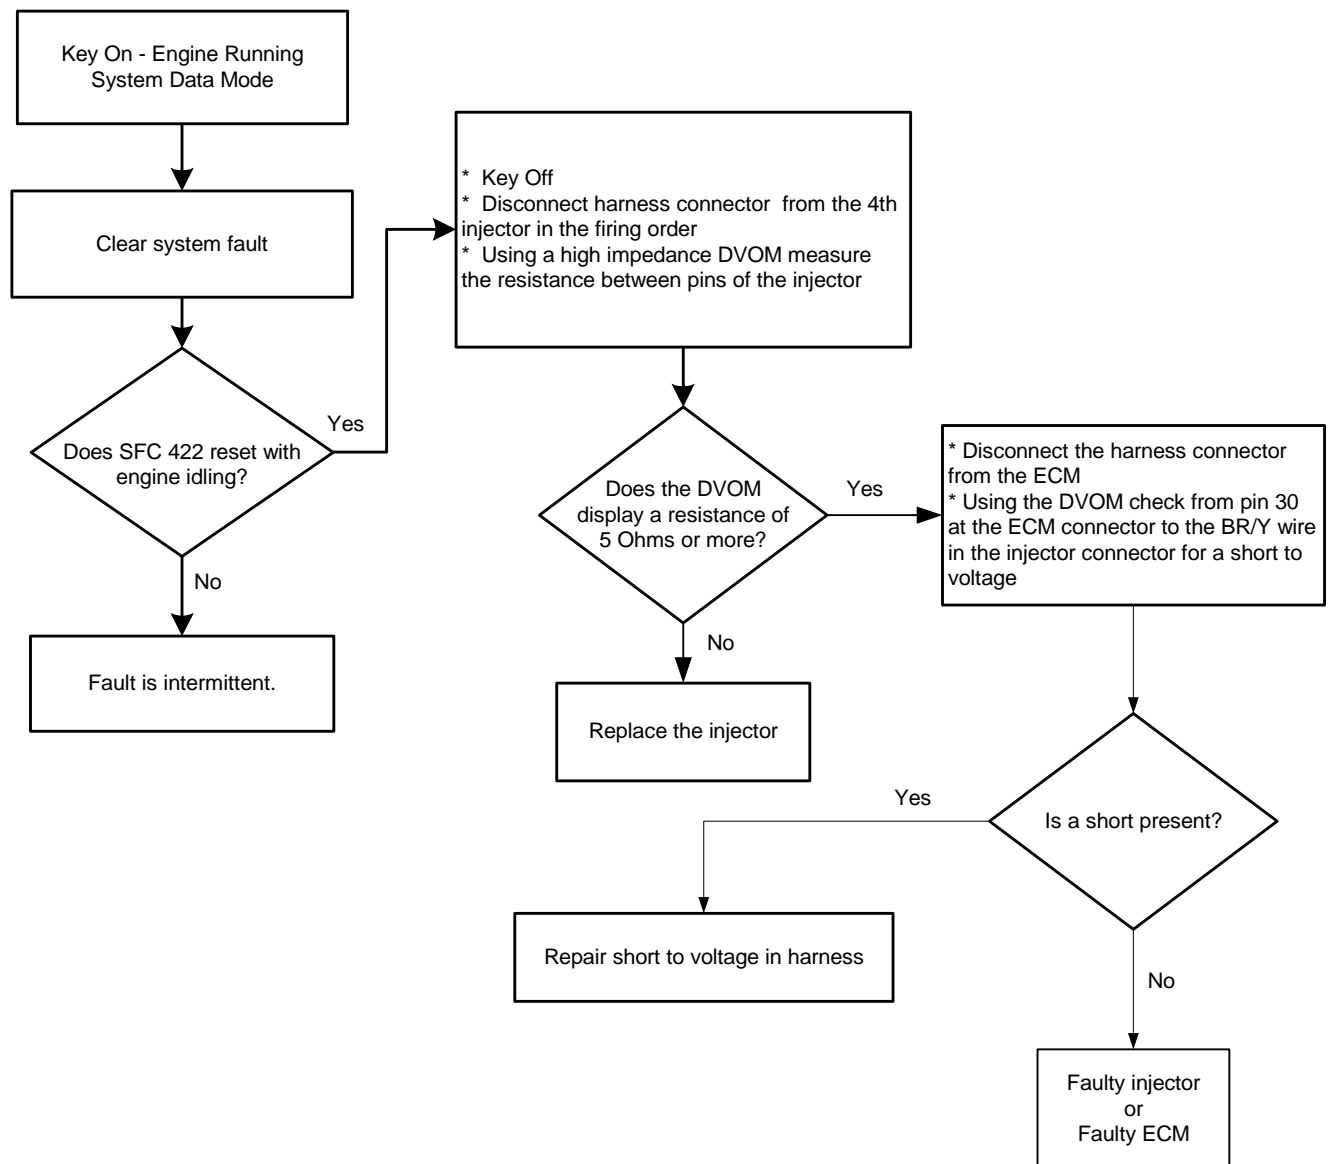 Key On - Engine Running
System Data Mode
Clear system fault
Does SFC 422 reset with
engine idling?
Yes
No
Fault is intermittent.
* Key Off
* Disconnect harness connector from the 4th
injector in the firing order
* Using a high impedance DVOM measure
the resistance between pins of the injector
Does the DVOM
display a resistance of
5 Ohms or more?
Yes
No
Replace the injector
* Disconnect the harness connector
from the ECM
* Using the DVOM check from pin 30
at the ECM connector to the BR/Y wire
in the injector connector for a short to
voltage
Is a short present?
Yes
Repair short to voltage in harness
No
Faulty injector
or
Faulty ECM